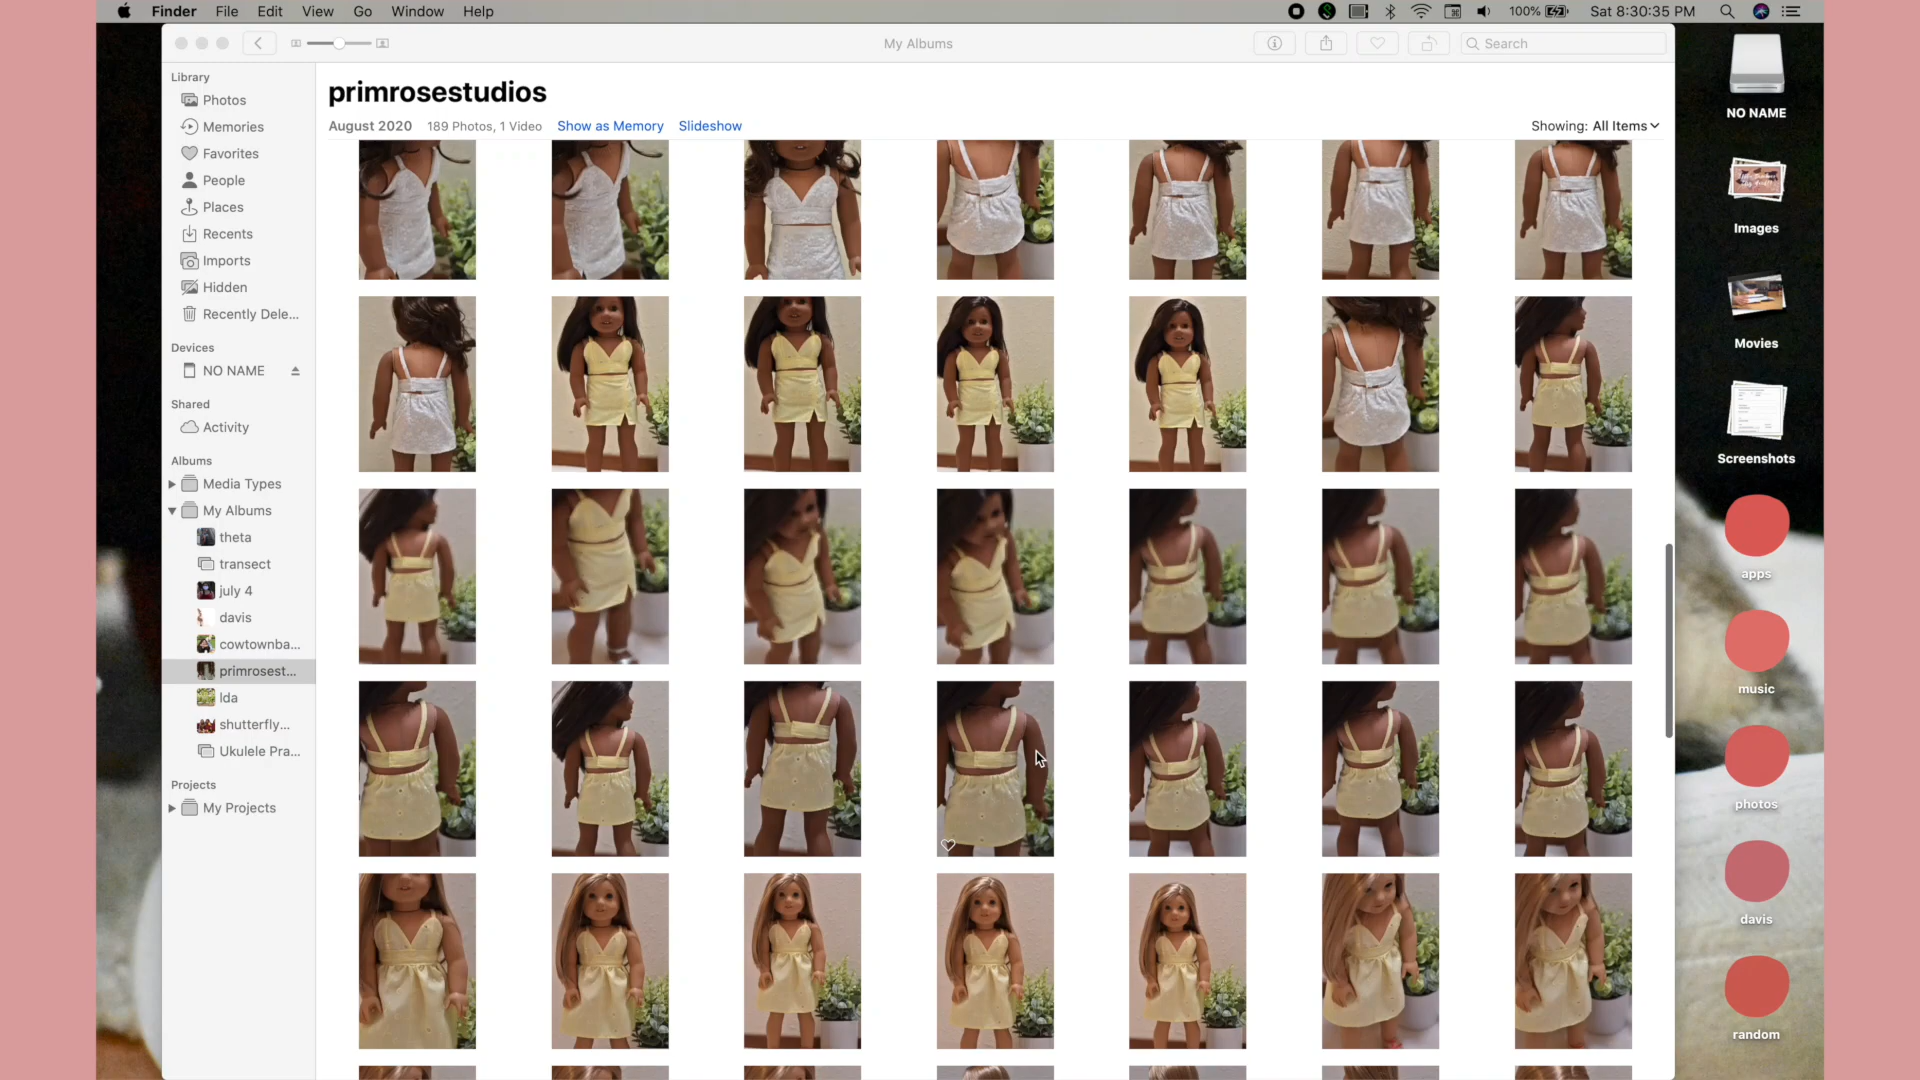 Finder File Edit View Go Window Help 100% Sat 8:30:35 PM
My Albums
Search
Library
Photos
Memories
Favorites
People
Places
Recents
Imports
Hidden
Recently Dele...
Devices
NO NAME
Shared
Activity
Albums
Media Types
My Albums
theta
transect
july 4
davis
cowtownba...
primrosest...
lda
shutterfly...
Ukulele Pra...
Projects
My Projects
primrosestudios
August 2020 189 Photos, 1 Video Show as Memory Slideshow Showing: All Items
NO NAME
Images
Movies
Screenshots
apps
music
photos
davis
random